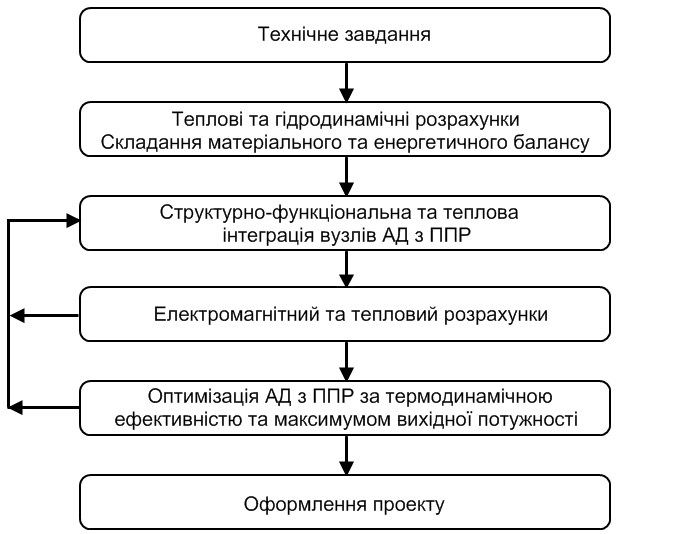 Технічне завдання
Теплові та гідродинамічні розрахунки
Складання матеріального та енергетичного балансу
Структурно-функціональна та теплова
інтеграція вузлів АД з ППР
Електромагнітний та тепловий розрахунки
Оптимізація АД з ППР за термодинамічною
ефективністю та максимумом вихідної потужності
Оформлення проекту